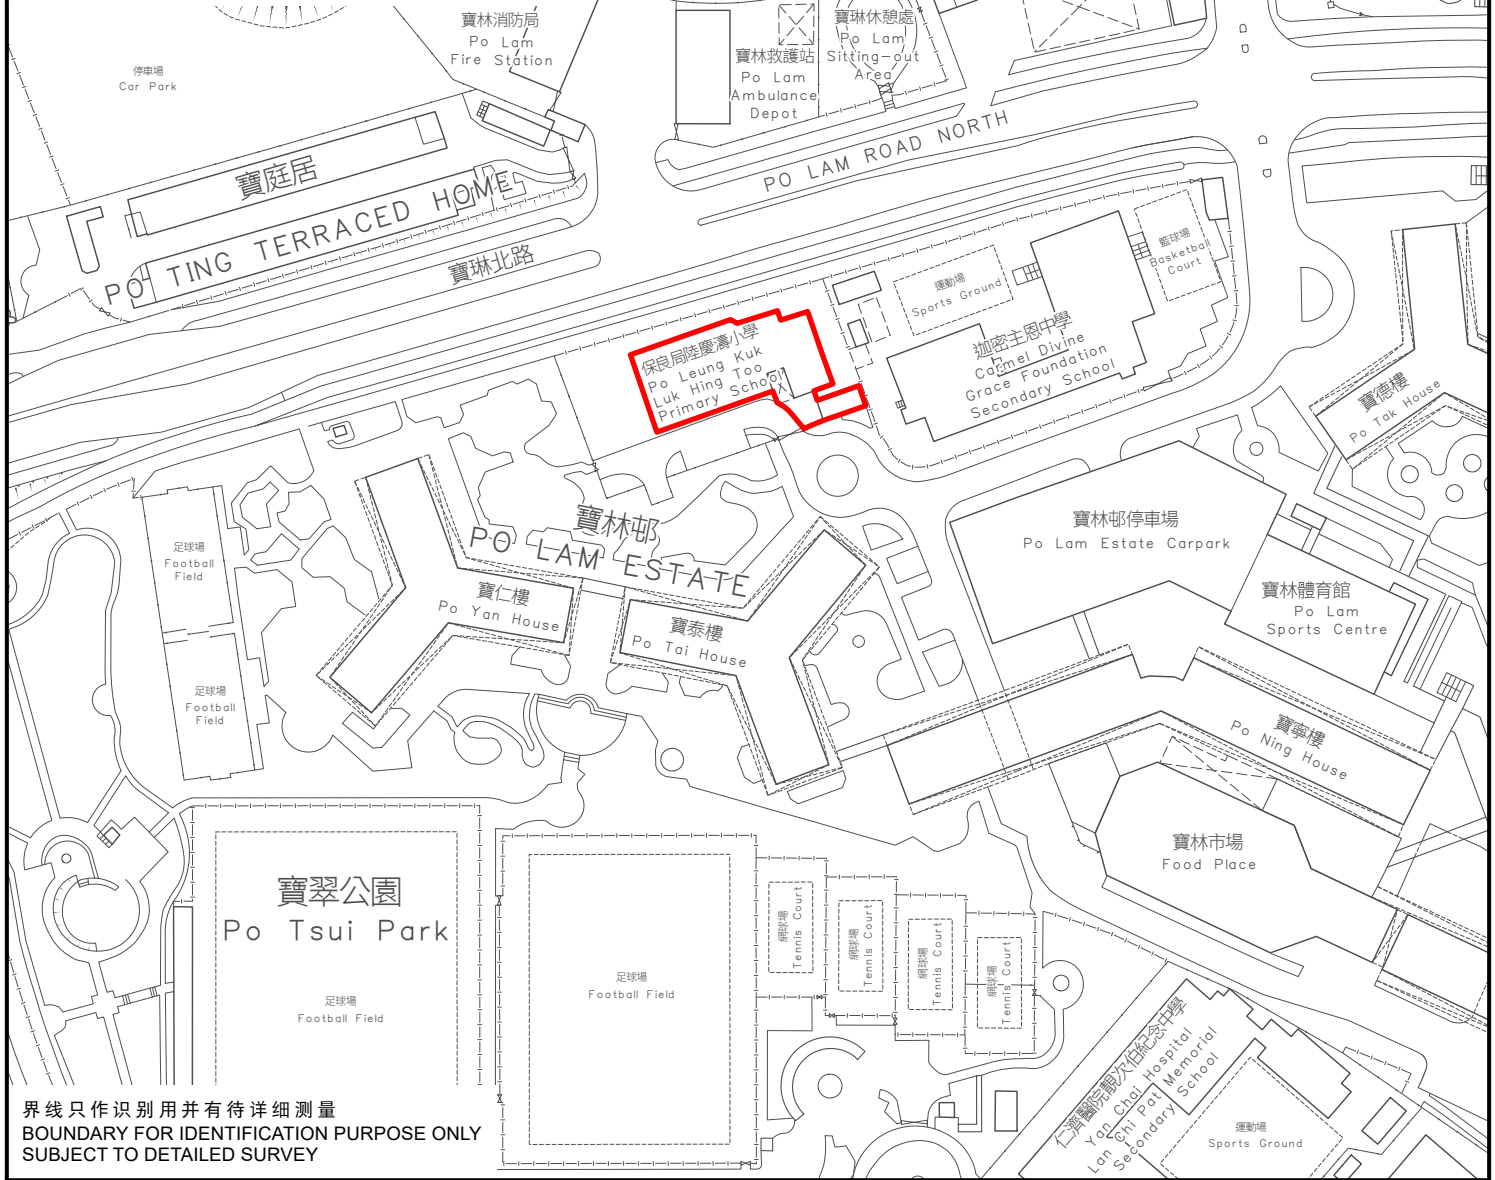 寶林消防局
Po Lam
Fire Station
寶琳休憩處
Po Lam
Sitting-out
Area
寶林救護站
Po Lam
Ambulance
Depot
停車場
Car Park
寶庭居
PO TING TERRACED HOME
PO LAM ROAD NORTH
寶琳北路
籃球場
Basketball
Court
運動場
Sports Ground
迦密主恩中學
Carmel Divine
Grace Foundation
Secondary School
保良局陸慶濤小學
Po Leung Kuk
Luk Hing Too
Primary School
寶德樓
Po Tak House
寶林邨
PO LAM ESTATE
寶林邨停車場
Po Lam Estate Carpark
足球場
Football
Field
寶仁樓
Po Yan House
寶泰樓
Po Tai House
寶林體育館
Po Lam
Sports Centre
足球場
Football
Field
寶寧樓
Po Ning House
寶林市場
Food Place
寶翠公園
Po Tsui Park
足球場
Football Field
足球場
Football Field
網球場
Tennis Court
網球場
Tennis Court
網球場
Tennis Court
網球場
Tennis Court
仁濟醫院靚次伯紀念中學
Yan Chai Hospital
Lan Chi Pat Memorial
Secondary School
運動場
Sports Ground
界线只作识别用并有待详细测量
BOUNDARY FOR IDENTIFICATION PURPOSE ONLY
SUBJECT TO DETAILED SURVEY